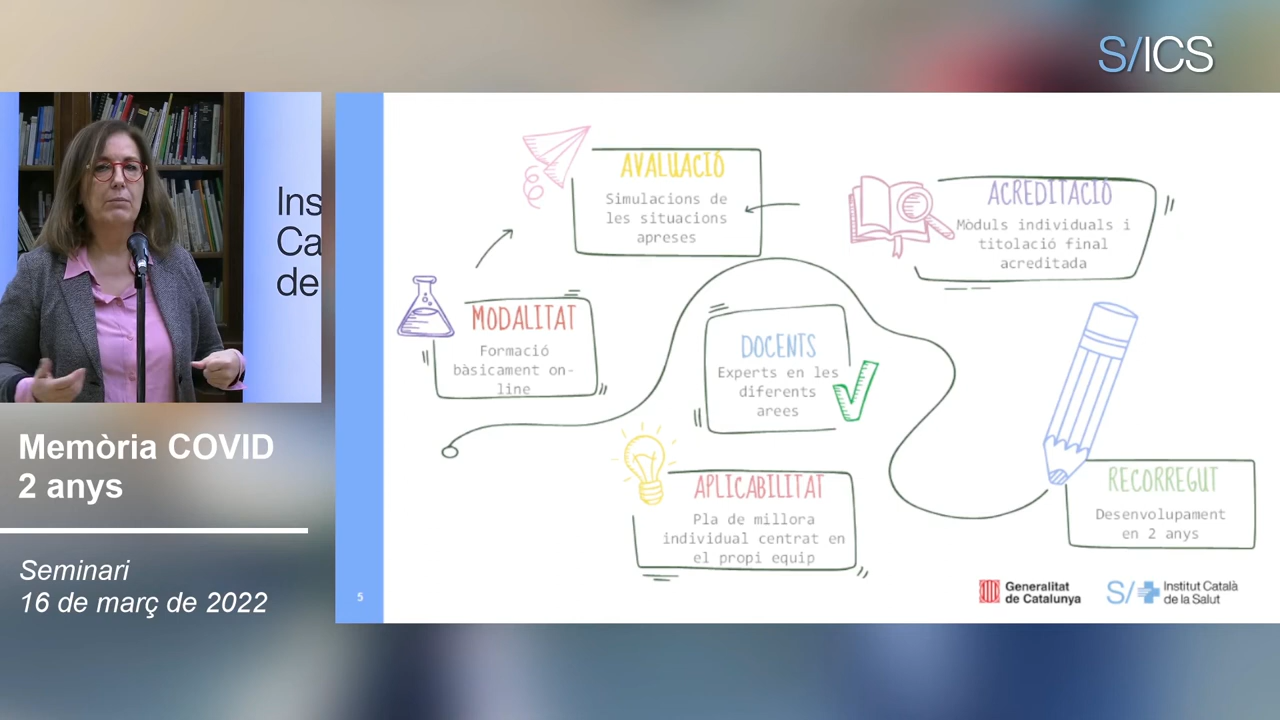 S/ICS
Ins
Ca
de
Memòria COVID
2 anys
Seminari
16 de març de 2022
AVALUACIÓ
Simulacions de
les situacions
apreses
ACREDITACIÓ
Mòduls individuals i
titolació final
acreditada
MODALITAT
Formació
bàsicament on-
line
DOCENTS
Experts en les
diferents
arees
APLICABILITAT
Pla de millora
individual centrat en
el propi equip
RECORREGUT
Desenvolupament
en 2 anys
5
Generalitat
de Catalunya
S/
Institut Català
de la Salut